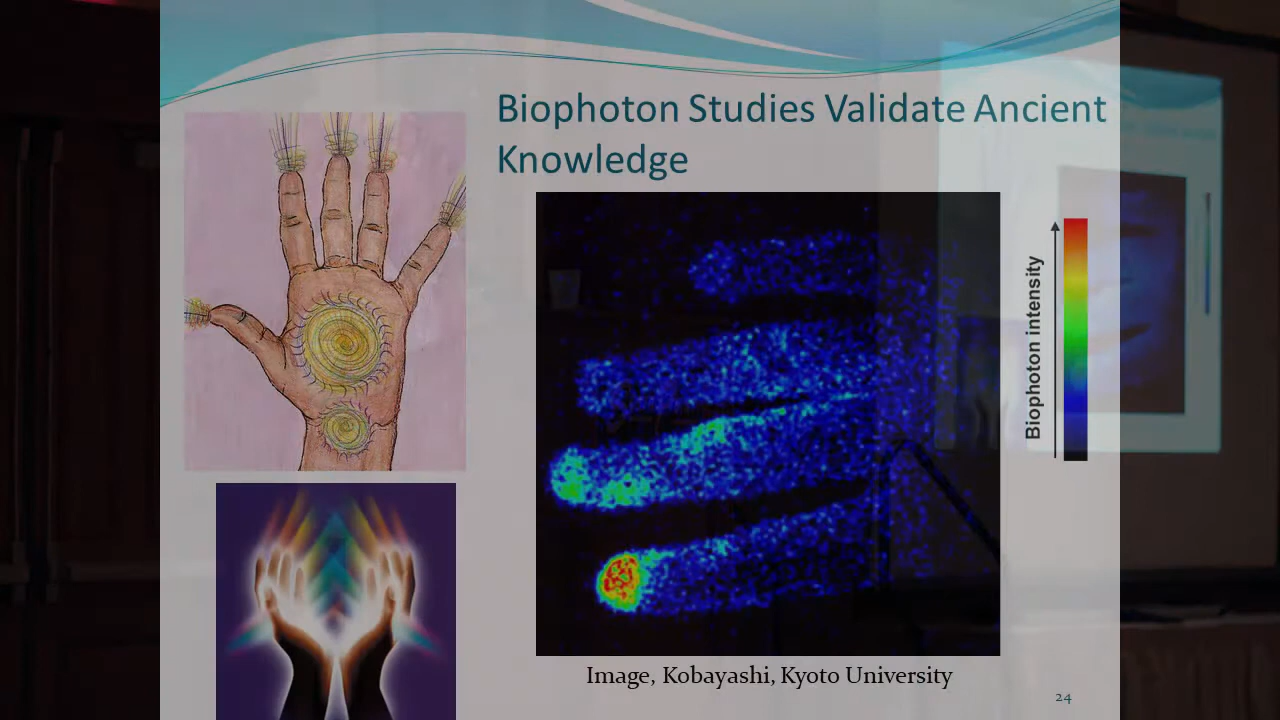 Biophoton Studies Validate Ancient
Knowledge
Biophoton intensity
Image, Kobayashi, Kyoto University
24